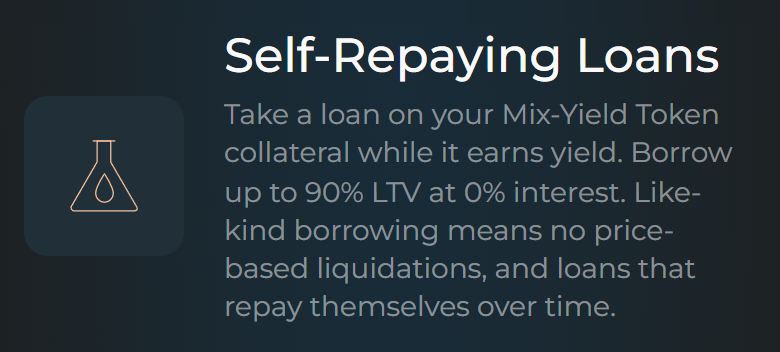 Self-Repaying Loans
Take a loan on your Mix-Yield Token
collateral while it earns yield. Borrow
up to 90% LTV at 0% interest. Like-
kind borrowing means no price-
based liquidations, and loans that
repay themselves over time.